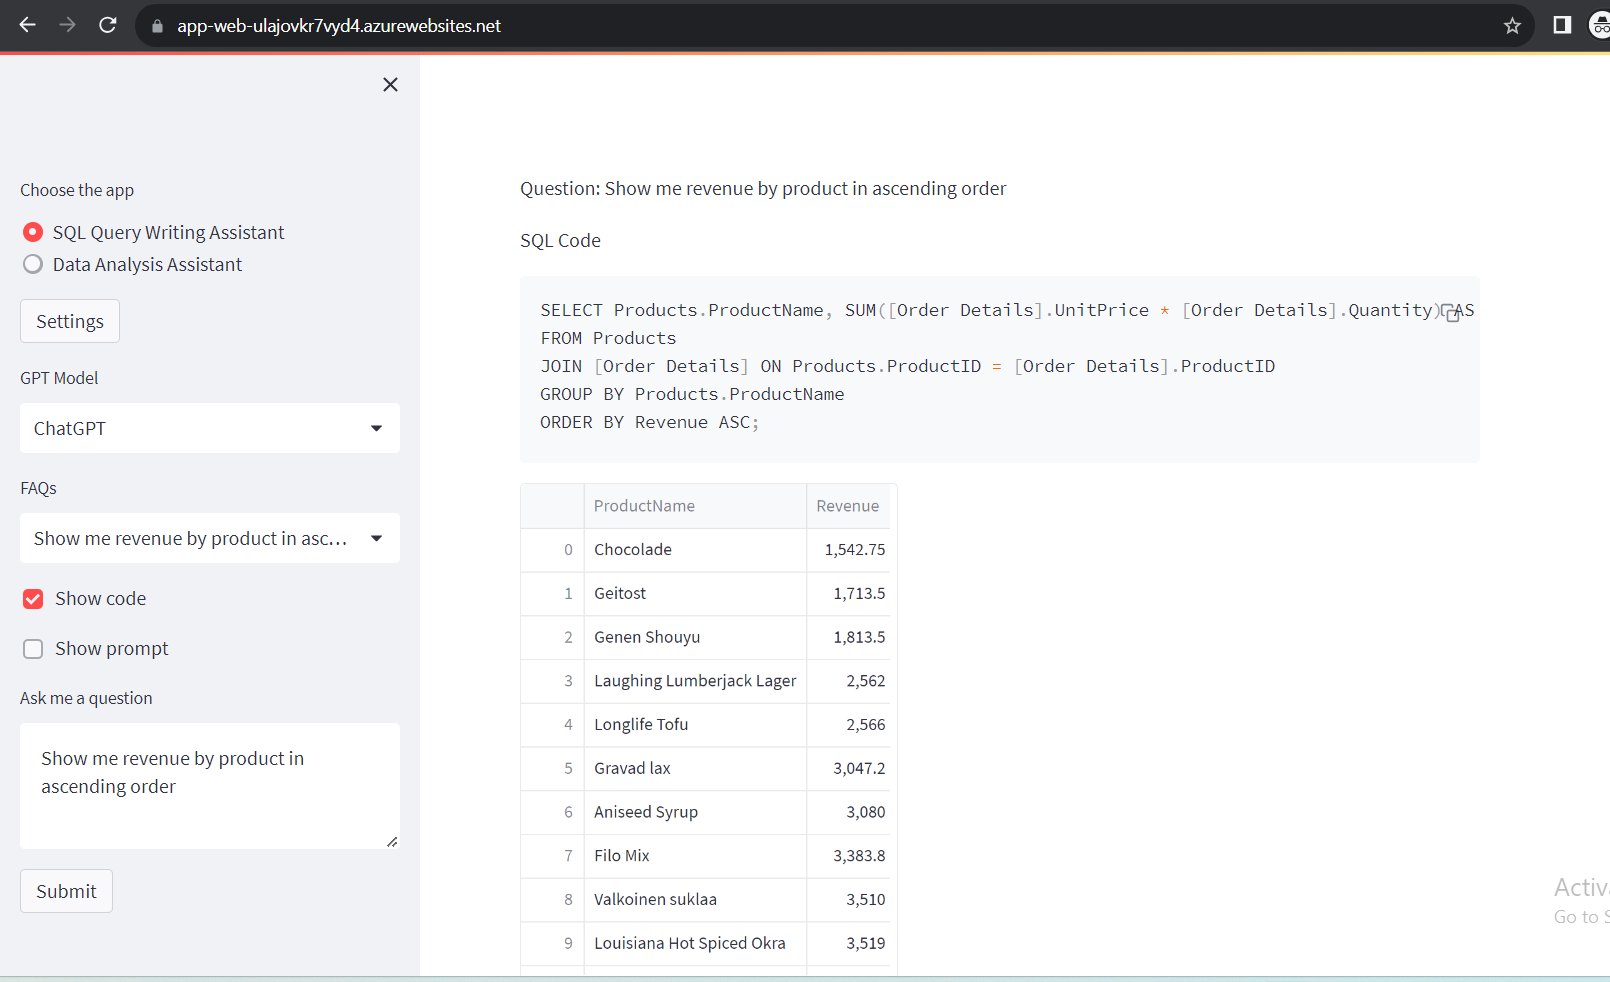 app-web-ulajovkr7vyd4.azurewebsites.net
Choose the app
SQL Query Writing Assistant
Data Analysis Assistant
Settings
GPT Model
ChatGPT
FAQs
Show me revenue by product in asc...
Show code
Show prompt
Ask me a question
Show me revenue by product in
ascending order
Submit
Question: Show me revenue by product in ascending order
SQL Code
SELECT Products.ProductName, SUM([Order Details].UnitPrice * [Order Details].Quantity) AS
FROM Products
JOIN [Order Details] ON Products.ProductID = [Order Details].ProductID
GROUP BY Products.ProductName
ORDER BY Revenue ASC;
ProductName Revenue
0 Chocolade 1,542.75
1 Geitost 1,713.5
2 Genen Shouyu 1,813.5
3 Laughing Lumberjack Lager 2,562
4 Longlife Tofu 2,566
5 Gravad lax 3,047.2
6 Aniseed Syrup 3,080
7 Filo Mix 3,383.8
8 Valkoinen suklaa 3,510
9 Louisiana Hot Spiced Okra 3,519
Activ
Go to S